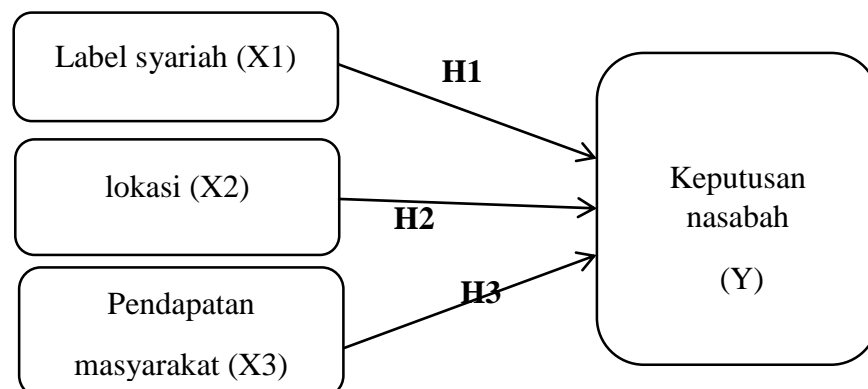 Label syariah (X1)
H1
lokasi (X2)
H2
Keputusan
nasabah
(Y)
Pendapatan
masyarakat (X3)
H3